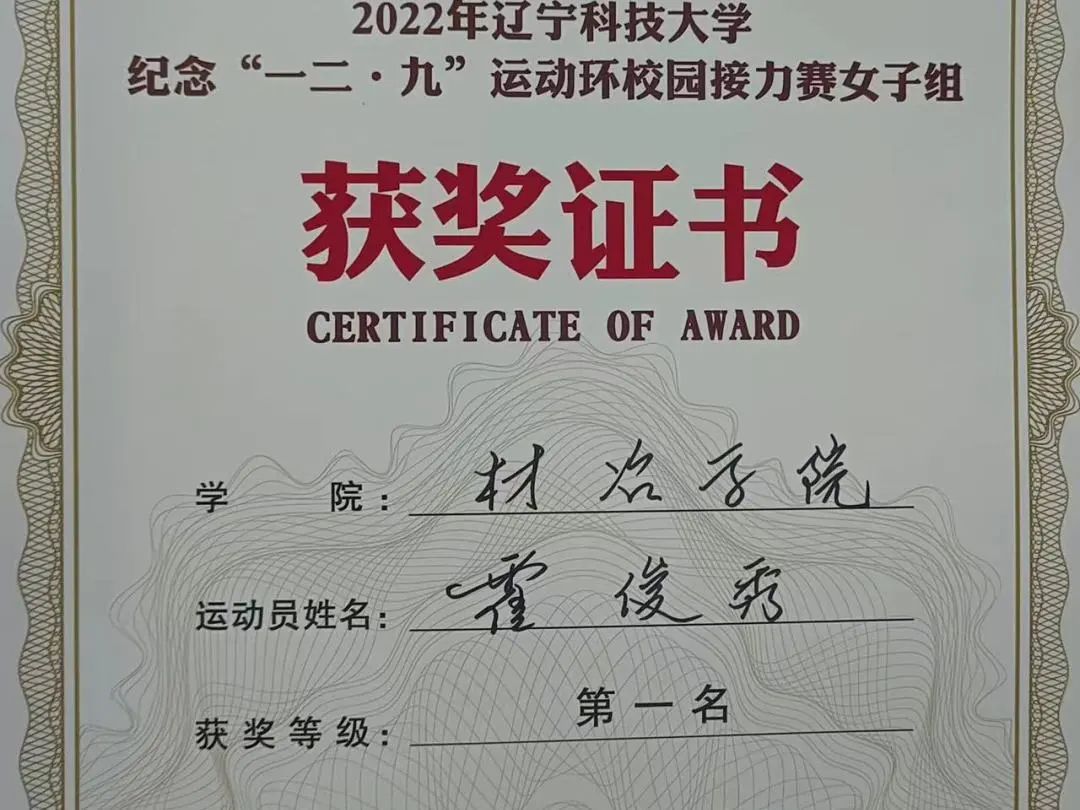 2022年辽宁科技大学
纪念“一二·九”运动环校园接力赛女子组
获奖证书
CERTIFICATE OF AWARD
学 院：材冶学院
运动员姓名：霍俊秀
获奖等级：第一名